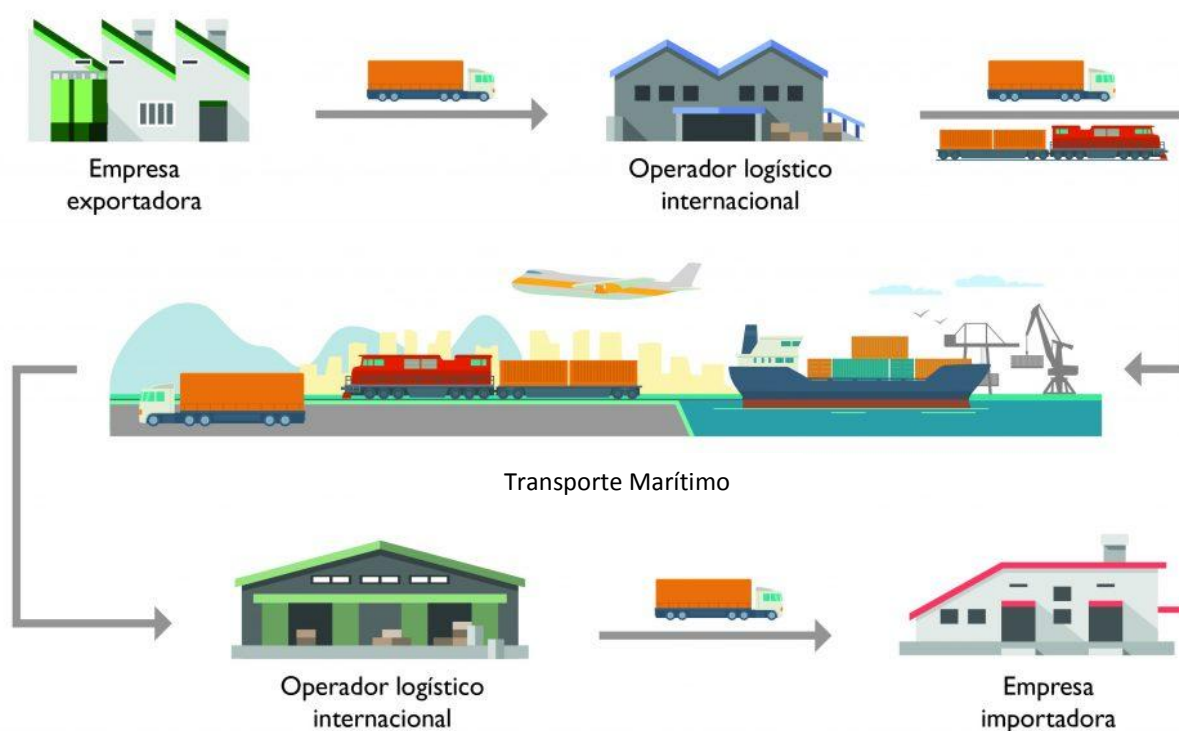 Empresa
exportadora
Operador logístico
internacional
Transporte Marítimo
Operador logístico
internacional
Empresa
importadora